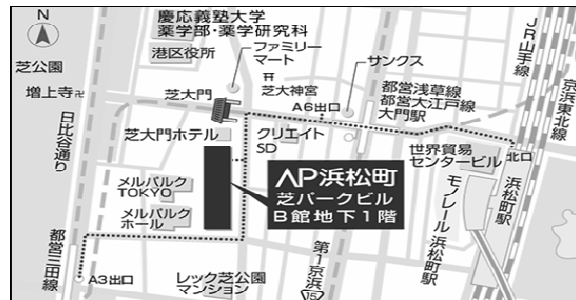 N
慶応義塾大学
薬学部・薬学研究科
港区役所
ファミリー
マート
サンクス
JR山手線
京浜東北線
芝公園
増上寺卍
芝大門
芝大神宮
A6出口
都営浅草線
都営大江戸線
大門駅
日比谷通り
芝大門ホテル
クリエイト
SD
世界貿易
センタービル
北口
AP浜松町
芝パークビル
B館地下1階
メルパルク
TOKYO
メルパルク
ホール
浜松町駅
モノレール浜松町駅
都営三田線
A3出口
レック芝公園
マンション
第1京浜
15